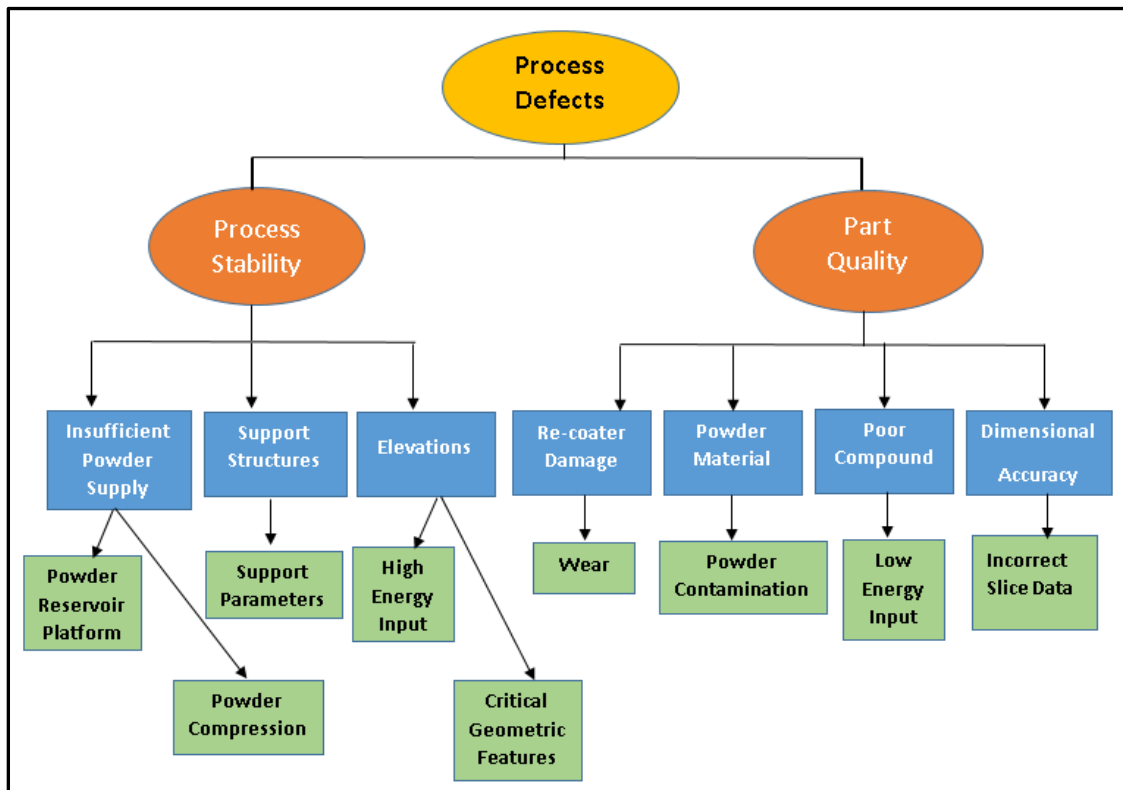 Process
Defects
Process
Stability
Part
Quality
Insufficient
Powder
Supply
Support
Structures
Elevations
Re-coater
Damage
Powder
Material
Poor
Compound
Dimensional
Accuracy
Powder
Reservoir
Platform
Support
Parameters
High
Energy
Input
Wear
Powder
Contamination
Low
Energy
Input
Incorrect
Slice Data
Powder
Compression
Critical
Geometric
Features